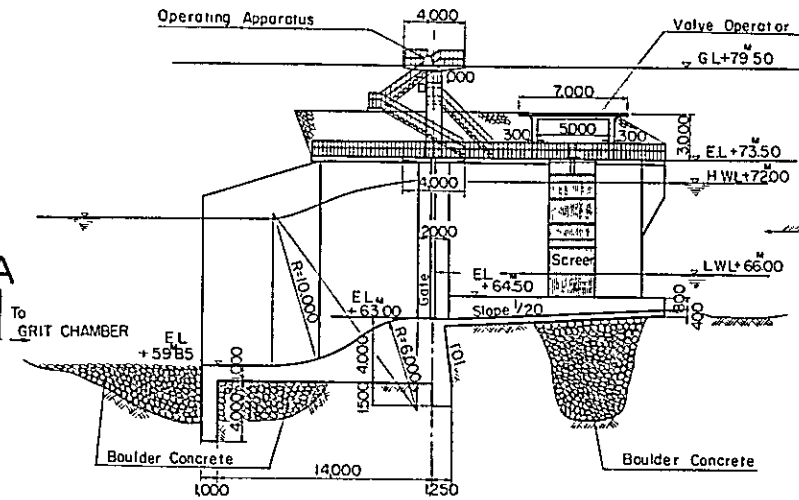 Operating Apparatus
4,000
Valve Operator
M
GL+79.50
7,000
300
5,000
300
3,000
M
E.L+73.50
M
HWL+72.00
4,000
2,000
Gate
Screen
M
LWL+66.00
EL M
+64.50
Slope 1/20
800
400
A
To
GRIT CHAMBER
EL M
+59.85
R=10,000
EL M
+63.00
R=6,000
1,000
4,000
4,000
1,500
1:0.1
Boulder Concrete
Boulder Concrete
14,000
1,000
1,250